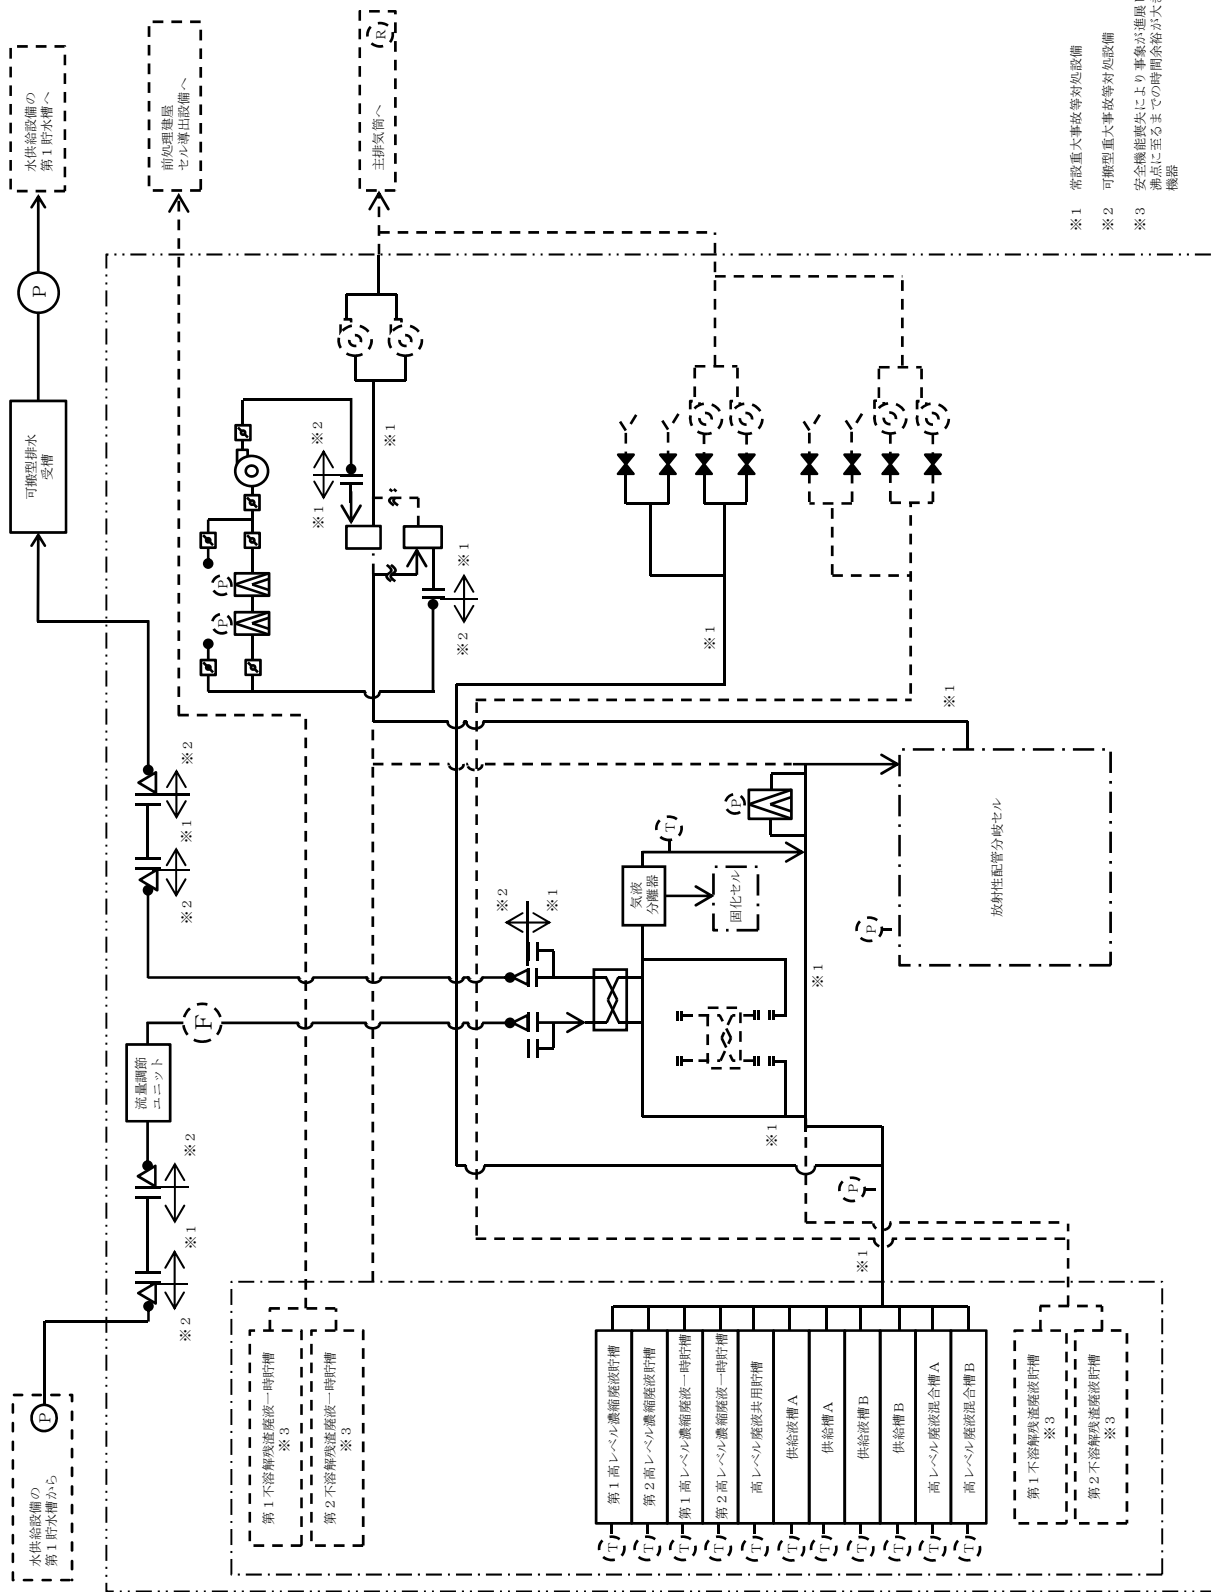 水供給設備の
第1貯水槽へ
前処理建屋
セル導出設備へ
主排気筒へ
R
P
可搬型排水
受槽
※2
※1
※1
P
P
※1
※2
※1
※2
※1
※2
※1
※2
※1
※1
気液
分離器
T
P
固化セル
放射性配管分岐セル
P
※2
※1
※1
F
流量調節
ユニット
※2
※1
※2
※1
P
※1
水供給設備の
第1貯水槽から
P
第1不溶解残渣廃液一時貯槽
※3
第2不溶解残渣廃液一時貯槽
※3
第1高レベル濃縮廃液貯槽
第2高レベル濃縮廃液貯槽
第1高レベル濃縮廃液一時貯槽
第2高レベル濃縮廃液一時貯槽
高レベル廃液共用貯槽
供給液槽A
供給槽A
供給液槽B
供給槽B
高レベル廃液混合槽A
高レベル廃液混合槽B
T
T
T
T
T
T
T
T
T
T
T
第1不溶解残渣廃液貯槽
※3
第2不溶解残渣廃液貯槽
※3
※1 常設重大事故等対処設備
※2 可搬型重大事故等対処設備
※3 安全機能喪失により事象が進展
沸点に至るまでの時間余裕が大
機器